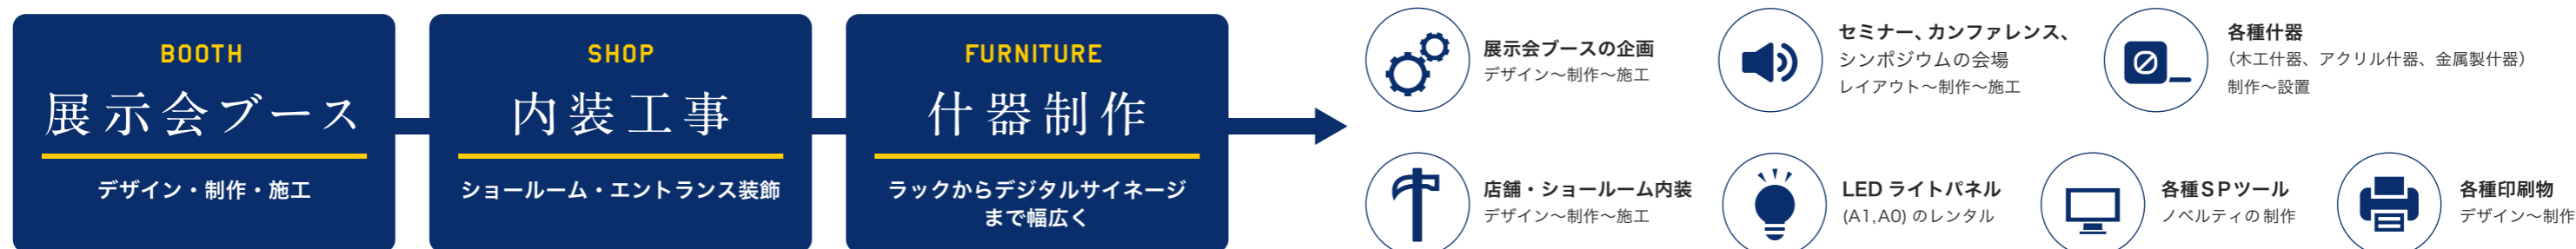 BOOTH
展示会ブース
デザイン・制作・施工
SHOP
内装工事
ショールーム・エントランス装飾
FURNITURE
什器制作
ラックからデジタルサイネージ
まで幅広く
展示会ブースの企画
デザイン～制作～施工
セミナー、カンファレンス、
シンポジウムの会場
レイアウト～制作～施工
各種什器
（木工什器、アクリル什器、金属製什器）
制作～設置
店舗・ショールーム内装
デザイン～制作～施工
LED ライトパネル
(A1,A0) のレンタル
各種SPツール
ノベルティの制作
各種印刷物
デザイン～制作